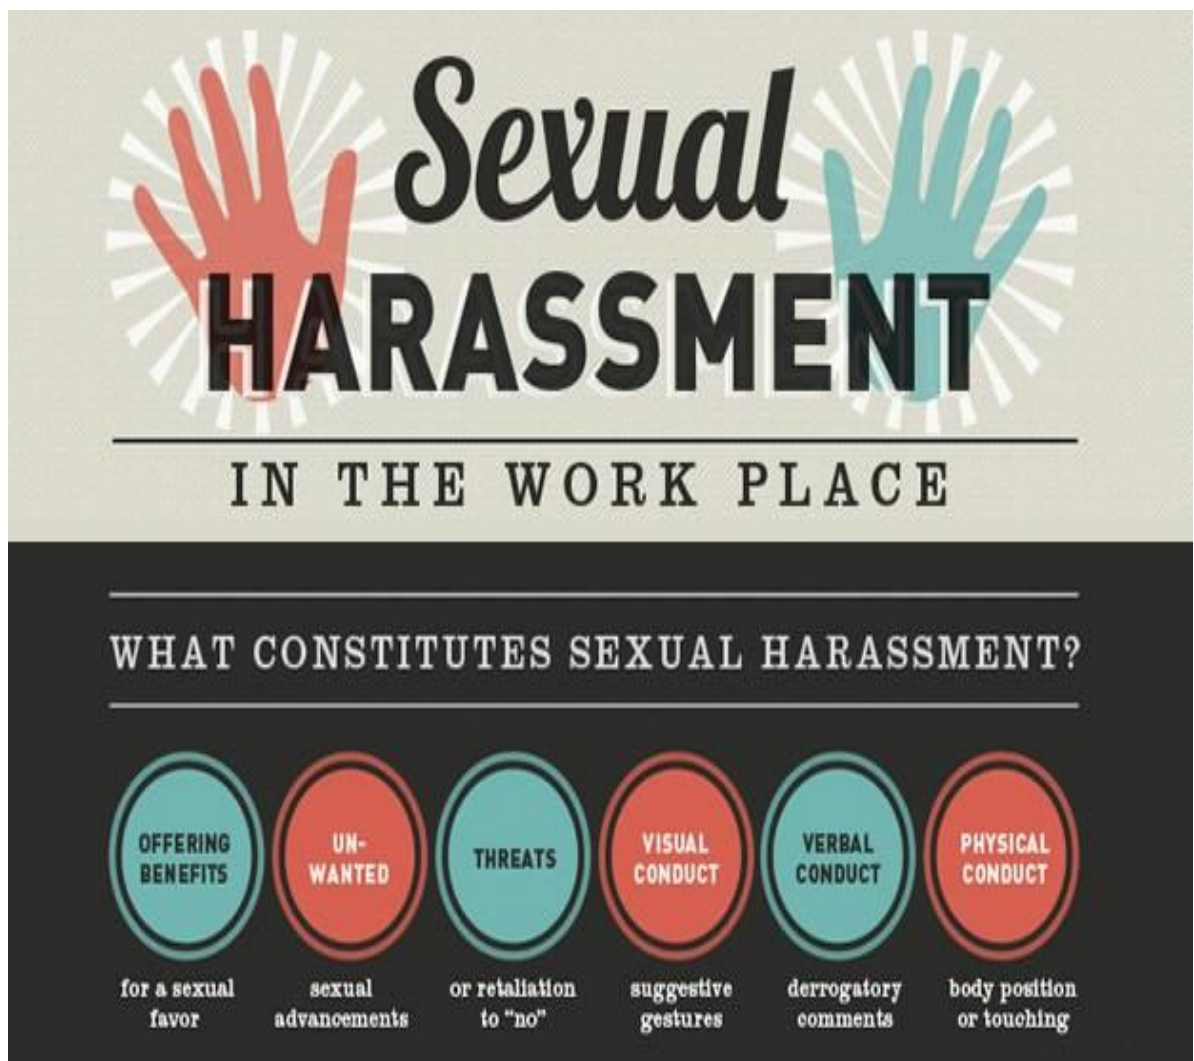 Sexual
HARASSMENT
IN THE WORK PLACE
WHAT CONSTITUTES SEXUAL HARASSMENT?
OFFERING
BENEFITS
for a sexual
favor
UN-
WANTED
sexual
advancements
THREATS
or retaliation
to "no"
VISUAL
CONDUCT
suggestive
gestures
VERBAL
CONDUCT
derrogatory
comments
PHYSICAL
CONDUCT
body position
or touching